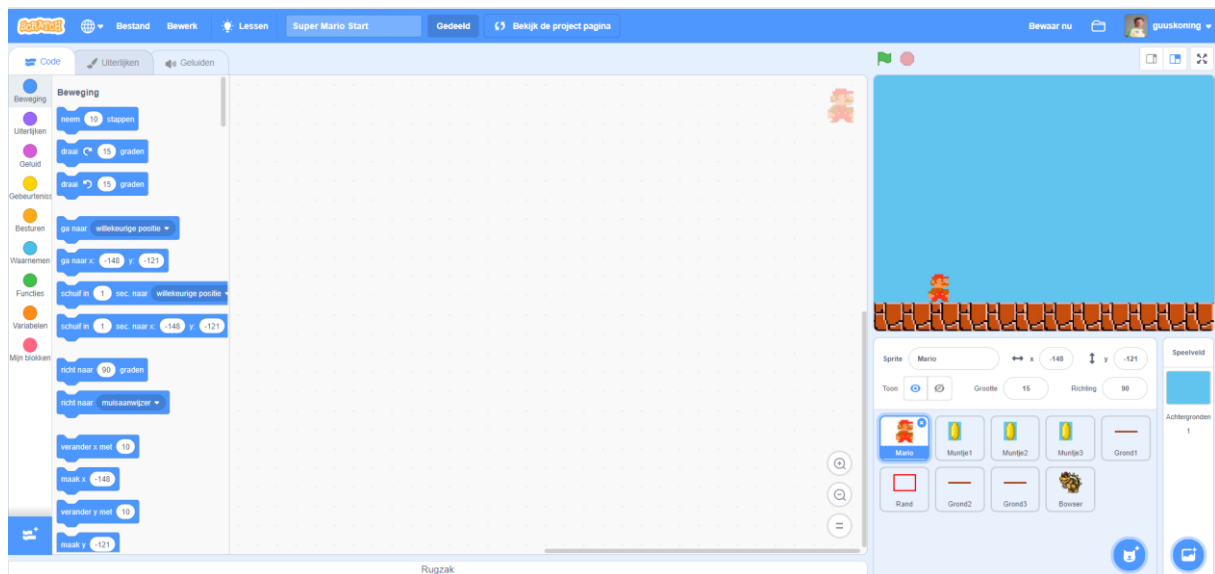 SCRATCH Bestand Bewerk Lessen Super Mario Start Gedeeld Bekijk de project pagina Bewaar nu guuskoning
Code Uiterlijken Geluiden
Beweging
Uiterlijken
Geluid
Gebeurteniss
Besturen
Waarnemen
Functies
Variabelen
Mijn blokken
Beweging
neem 10 stappen
draai 15 graden
draai 15 graden
ga naar willekeurige positie
ga naar x: -148 y: -121
schuif in 1 sec. naar willekeurige positie
schuif in 1 sec. naar x: -148 y: -121
richt naar 90 graden
richt naar muisaanwijzer
verander x met 10
maak x -148
verander y met 10
maak y -121
Rugzak
Sprite Mario x -148 y -121
Toon Grootte 15 Richting 90
Mario Muntje1 Muntje2 Muntje3 Grond1
Rand Grond2 Grond3 Bowser
Speelveld
Achtergronden
1